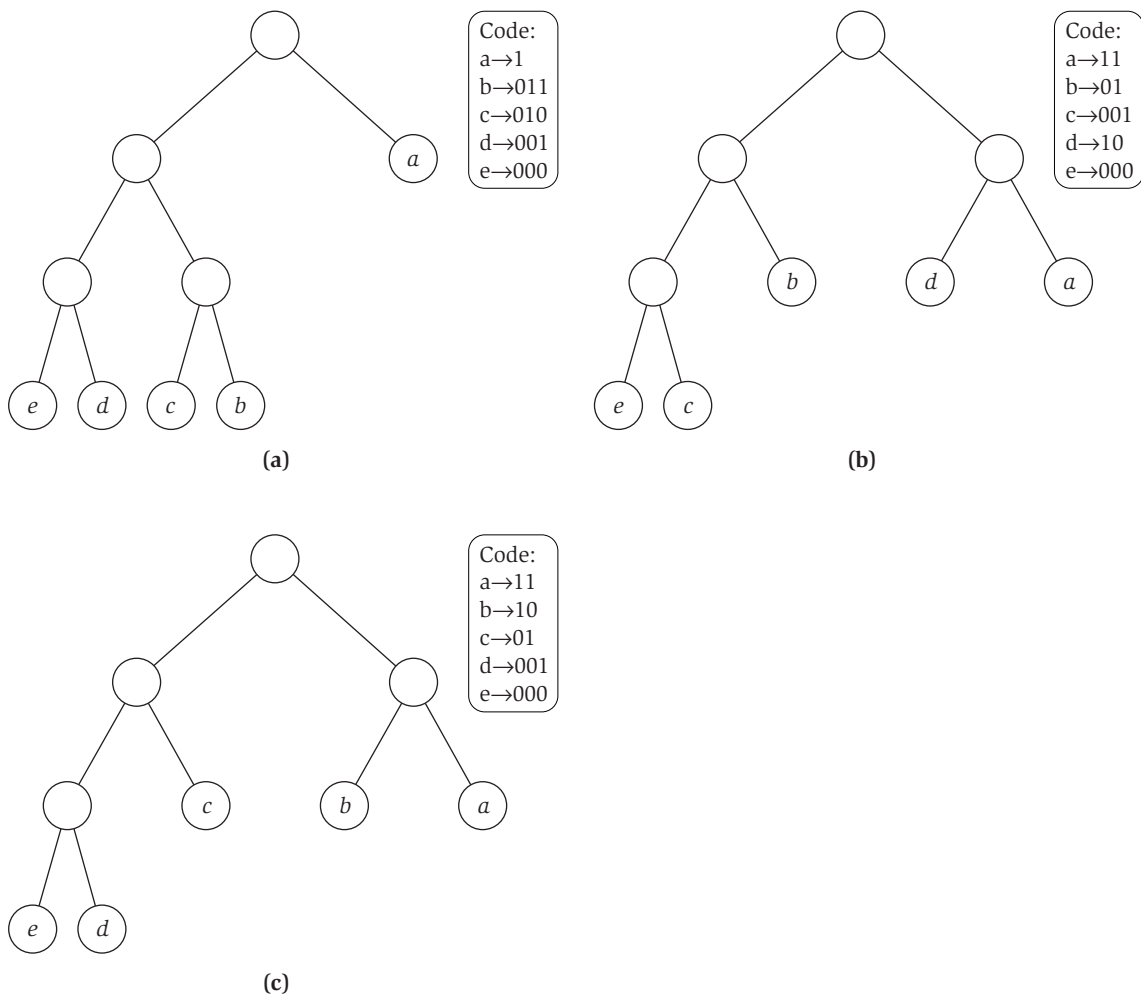 Code:
a→1
b→011
c→010
d→001
e→000
a
e
d
c
b
(a)
Code:
a→11
b→01
c→001
d→10
e→000
b
d
a
e
c
(b)
Code:
a→11
b→10
c→01
d→001
e→000
c
b
a
e
d
(c)